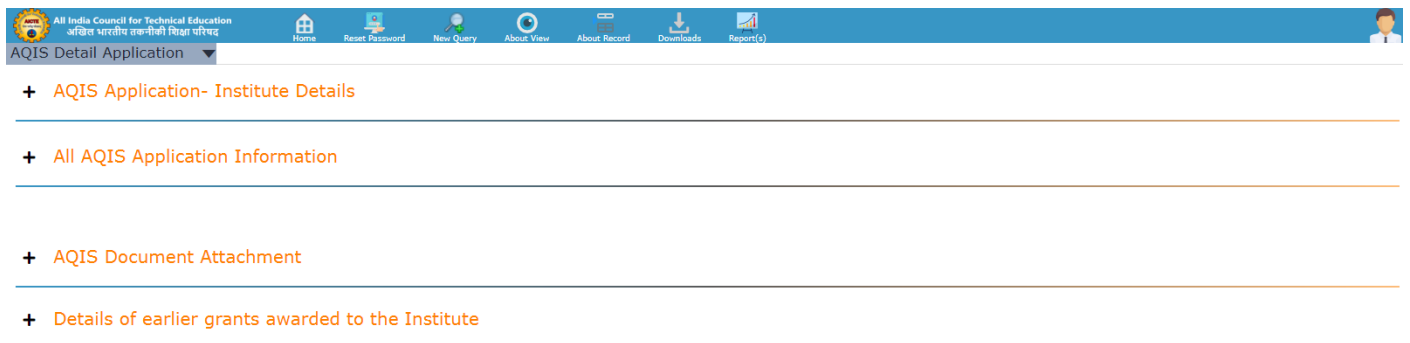 All India Council for Technical Education
अखिल भारतीय तकनीकी शिक्षा परिषद
Home Reset Password New Query About View About Record Downloads Report(s)
AQIS Detail Application
+ AQIS Application- Institute Details
+ All AQIS Application Information
+ AQIS Document Attachment
+ Details of earlier grants awarded to the Institute